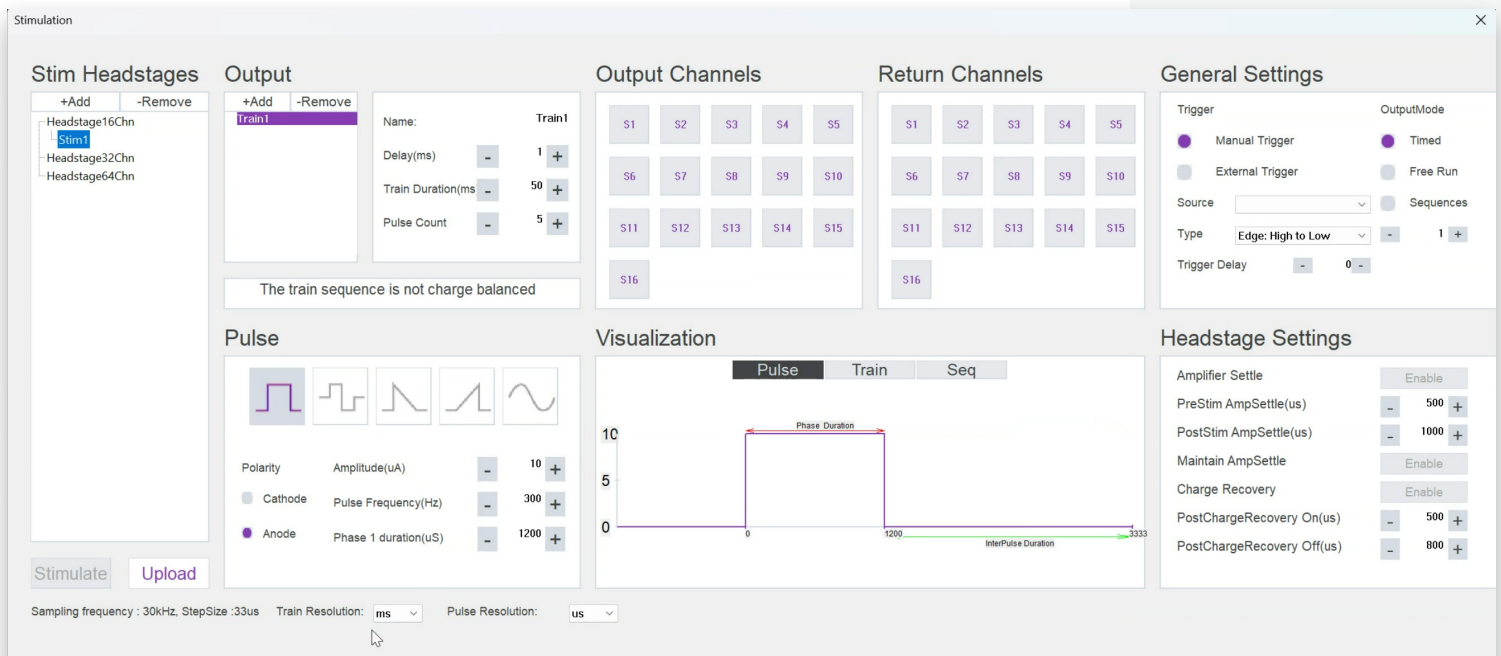 Stimulation
Stim Headstages
+Add -Remove
Headstage16Chn
Stim1
Headstage32Chn
Headstage64Chn
Stimulate Upload
Output
+Add -Remove
Train1
Name: Train1
Delay(ms) - 1 +
Train Duration(ms - 50 +
Pulse Count - 5 +
The train sequence is not charge balanced
Output Channels
S1 S2 S3 S4 S5
S6 S7 S8 S9 S10
S11 S12 S13 S14 S15
S16
Return Channels
S1 S2 S3 S4 S5
S6 S7 S8 S9 S10
S11 S12 S13 S14 S15
S16
General Settings
Trigger OutputMode
Manual Trigger Timed
External Trigger Free Run
Source Sequences
Type Edge: High to Low - 1 +
Trigger Delay - 0 -
Pulse
Polarity Amplitude(uA) - 10 +
Cathode Pulse Frequency(Hz) - 300 +
Anode Phase 1 duration(uS) - 1200 +
Visualization
Pulse Train Seq
Phase Duration
10
5
0
0 1200 3333
InterPulse Duration
Headstage Settings
Amplifier Settle Enable
PreStim AmpSettle(us) - 500 +
PostStim AmpSettle(us) - 1000 +
Maintain AmpSettle Enable
Charge Recovery Enable
PostChargeRecovery On(us) - 500 +
PostChargeRecovery Off(us) - 800 +
Sampling frequency : 30kHz, StepSize :33us Train Resolution: ms Pulse Resolution: us